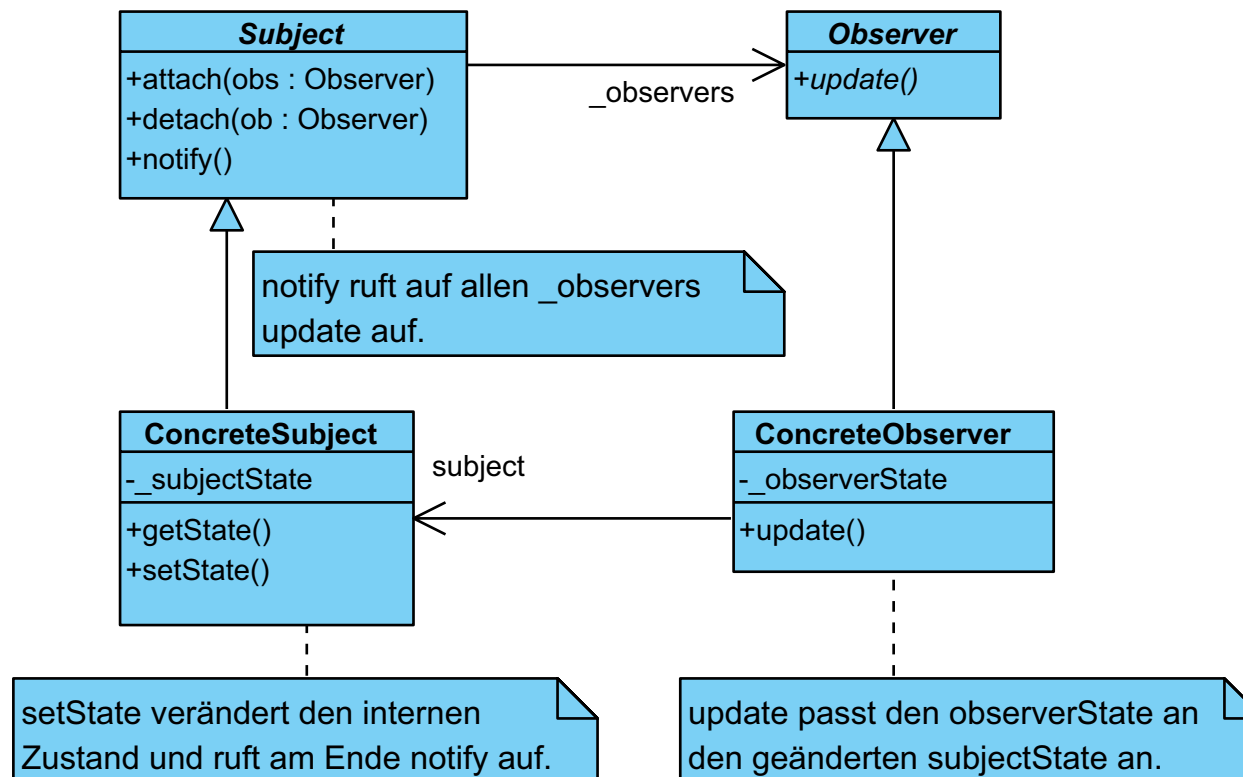 Subject
+attach(obs : Observer)
+detach(ob : Observer)
+notify()
_observers
Observer
+update()
notify ruft auf allen _observers
update auf.
ConcreteSubject
-_subjectState
+getState()
+setState()
subject
ConcreteObserver
-_observerState
+update()
setState verändert den internen
Zustand und ruft am Ende notify auf.
update passt den observerState an
den geänderten subjectState an.